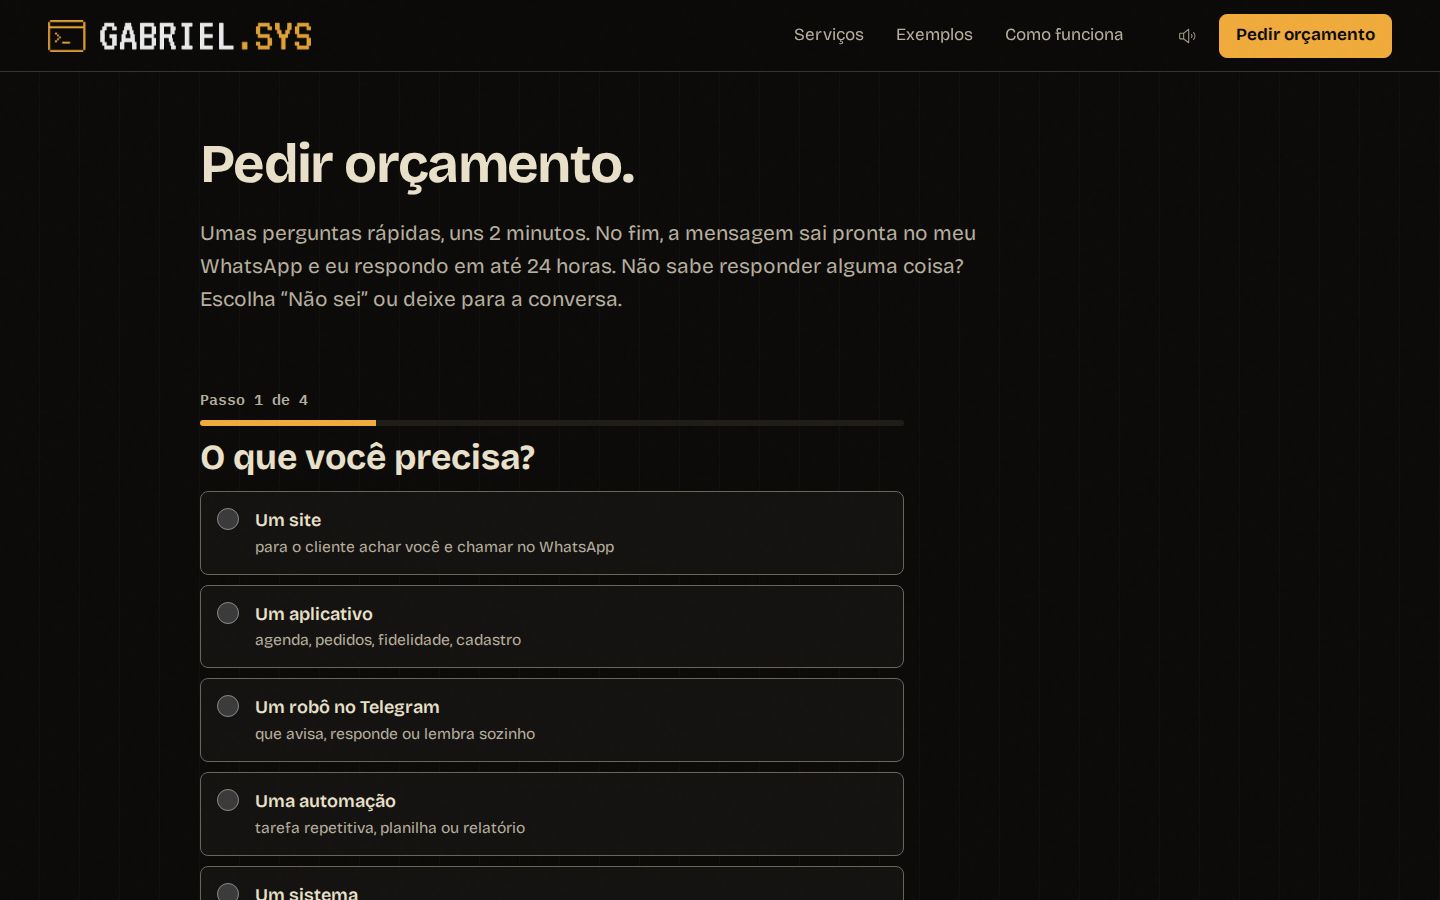 GABRIEL.SYS
Serviços
Exemplos
Como funciona
Pedir orçamento
Pedir orçamento.
Umas perguntas rápidas, uns 2 minutos. No fim, a mensagem sai pronta no meu
WhatsApp e eu respondo em até 24 horas. Não sabe responder alguma coisa?
Escolha “Não sei” ou deixe para a conversa.
Passo 1 de 4
O que você precisa?
Um site
para o cliente achar você e chamar no WhatsApp
Um aplicativo
agenda, pedidos, fidelidade, cadastro
Um robô no Telegram
que avisa, responde ou lembra sozinho
Uma automação
tarefa repetitiva, planilha ou relatório
Um sistema